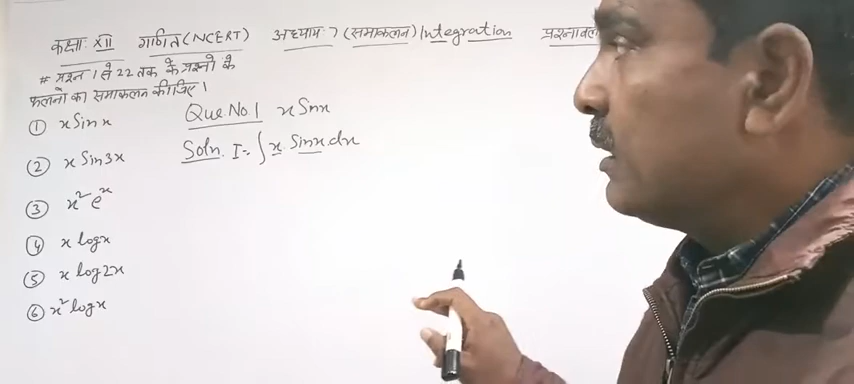 कक्षा: XII गणित (NCERT) अध्याय: 7 (समाकलन) Integration
# प्रश्न 1 से 22 तक के प्रश्नों के
फलनों का समाकलन कीजिए।
① x Sin x
② x Sin 3x
③ x² eˣ
④ x log x
⑤ x log 2x
⑥ x² log x
Que. No 1 x Sin x
Soln. I = ∫ x. Sin x dx